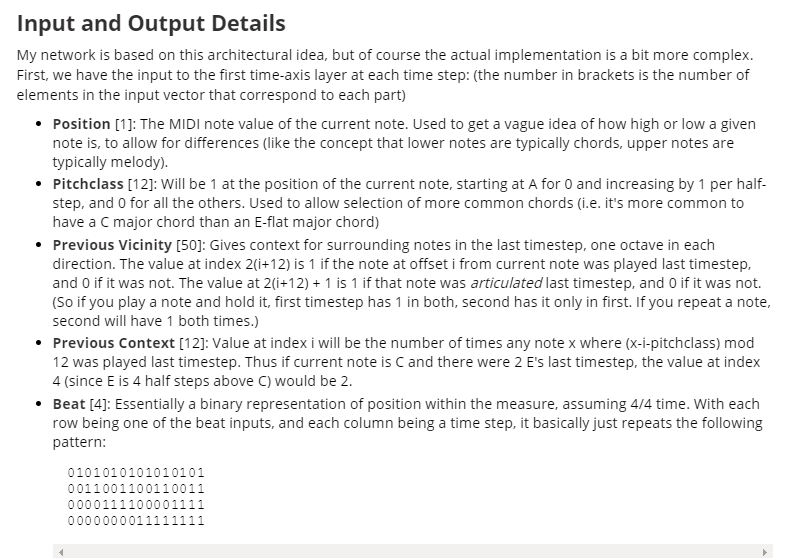 Input and Output Details
My network is based on this architectural idea, but of course the actual implementation is a bit more complex.
First, we have the input to the first time-axis layer at each time step: (the number in brackets is the number of
elements in the input vector that correspond to each part)
• Position [1]: The MIDI note value of the current note. Used to get a vague idea of how high or low a given
note is, to allow for differences (like the concept that lower notes are typically chords, upper notes are
typically melody).
• Pitchclass [12]: Will be 1 at the position of the current note, starting at A for 0 and increasing by 1 per half-
step, and 0 for all the others. Used to allow selection of more common chords (i.e. it's more common to
have a C major chord than an E-flat major chord)
• Previous Vicinity [50]: Gives context for surrounding notes in the last timestep, one octave in each
direction. The value at index 2(i+12) is 1 if the note at offset i from current note was played last timestep,
and 0 if it was not. The value at 2(i+12) + 1 is 1 if that note was articulated last timestep, and 0 if it was not.
(So if you play a note and hold it, first timestep has 1 in both, second has it only in first. If you repeat a note,
second will have 1 both times.)
• Previous Context [12]: Value at index i will be the number of times any note x where (x-i-pitchclass) mod
12 was played last timestep. Thus if current note is C and there were 2 E's last timestep, the value at index
4 (since E is 4 half steps above C) would be 2.
• Beat [4]: Essentially a binary representation of position within the measure, assuming 4/4 time. With each
row being one of the beat inputs, and each column being a time step, it basically just repeats the following
pattern:
0101010101010101
0011001100110011
0000111100001111
0000000011111111